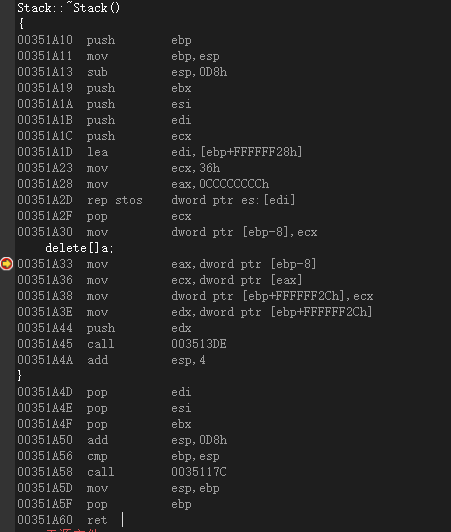 Stack::~Stack()
{
00351A10 push ebp
00351A11 mov ebp,esp
00351A13 sub esp,0D8h
00351A19 push ebx
00351A1A push esi
00351A1B push edi
00351A1C push ecx
00351A1D lea edi,[ebp+FFFFFF28h]
00351A23 mov ecx,36h
00351A28 mov eax,0CCCCCCCCh
00351A2D rep stos dword ptr es:[edi]
00351A2F pop ecx
00351A30 mov dword ptr [ebp-8],ecx
delete[]a;
00351A33 mov eax,dword ptr [ebp-8]
00351A36 mov ecx,dword ptr [eax]
00351A38 mov dword ptr [ebp+FFFFFF2Ch],ecx
00351A3E mov edx,dword ptr [ebp+FFFFFF2Ch]
00351A44 push edx
00351A45 call 003513DE
00351A4A add esp,4
}
00351A4D pop edi
00351A4E pop esi
00351A4F pop ebx
00351A50 add esp,0D8h
00351A56 cmp ebp,esp
00351A58 call 0035117C
00351A5D mov esp,ebp
00351A5F pop ebp
00351A60 ret